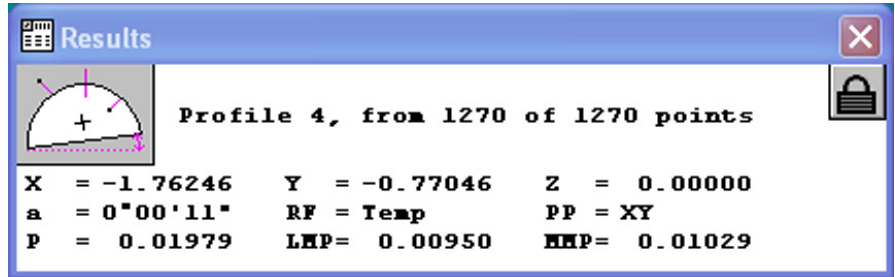 Results
Profile 4, from 1270 of 1270 points
X = -1.76246 Y = -0.77046 Z = 0.00000
a = 0"00'11" RF = Temp PP = XY
P = 0.01979 LMP= 0.00950 MMP= 0.01029